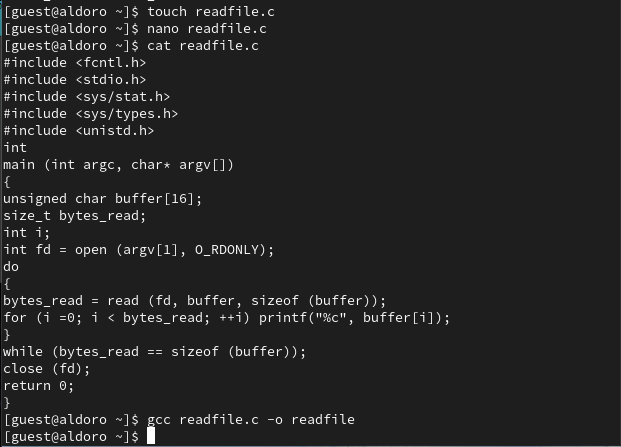 [guest@aldoro ~]$ touch readfile.c
[guest@aldoro ~]$ nano readfile.c
[guest@aldoro ~]$ cat readfile.c
#include <fcntl.h>
#include <stdio.h>
#include <sys/stat.h>
#include <sys/types.h>
#include <unistd.h>
int
main (int argc, char* argv[])
{
unsigned char buffer[16];
size_t bytes_read;
int i;
int fd = open (argv[1], O_RDONLY);
do
{
bytes_read = read (fd, buffer, sizeof (buffer));
for (i =0; i < bytes_read; ++i) printf("%c", buffer[i]);
}
while (bytes_read == sizeof (buffer));
close (fd);
return 0;
}
[guest@aldoro ~]$ gcc readfile.c -o readfile
[guest@aldoro ~]$